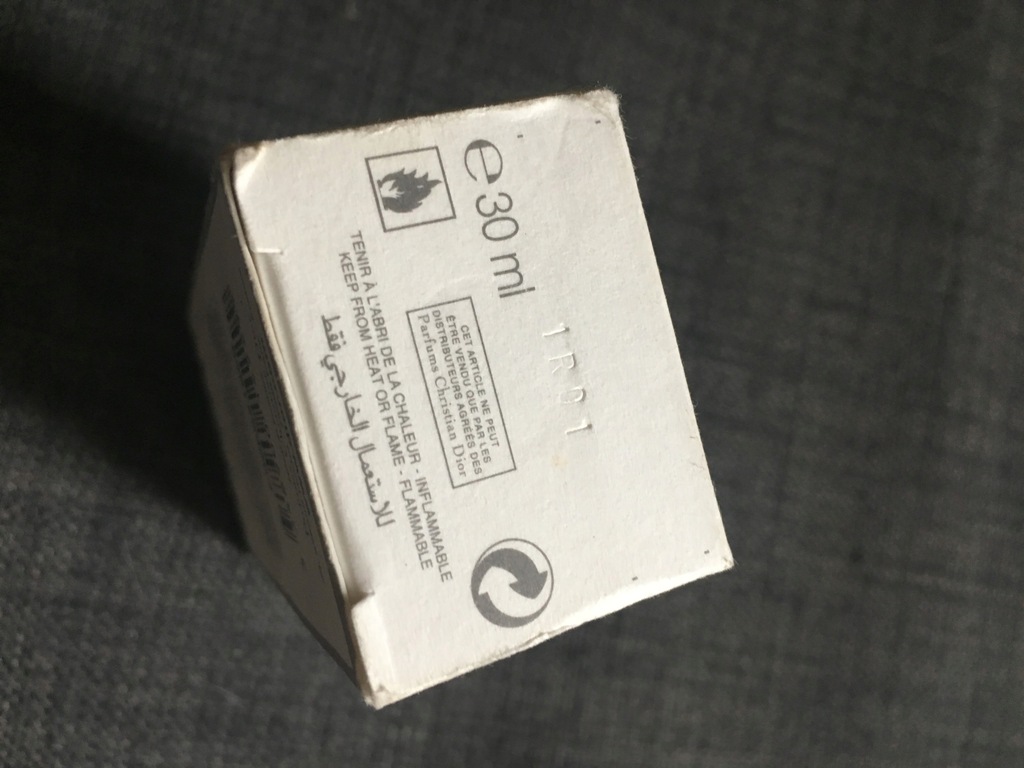 ℮ 30 ml
1R01
CET ARTICLE NE PEUT
ÊTRE VENDU QUE PAR LES
DISTRIBUTEURS AGRÉÉS DES
Parfums Christian Dior
TENIR À L'ABRI DE LA CHALEUR - INFLAMMABLE
KEEP FROM HEAT OR FLAME - FLAMMABLE
للاستعمال الخارجي فقط